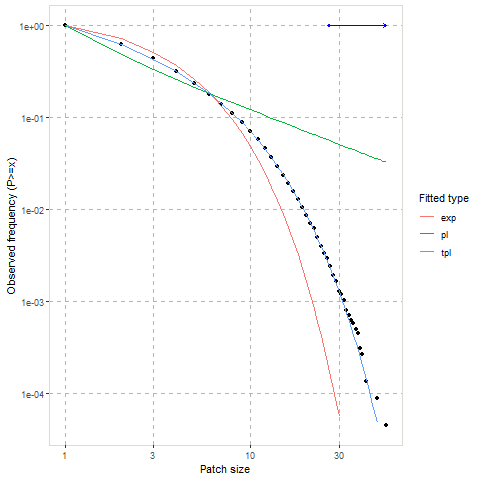 1e+00
1e-01
1e-02
1e-03
1e-04
Observed frequency (P>=x)
1
3
10
30
Patch size
Fitted type
exp
pl
tpl